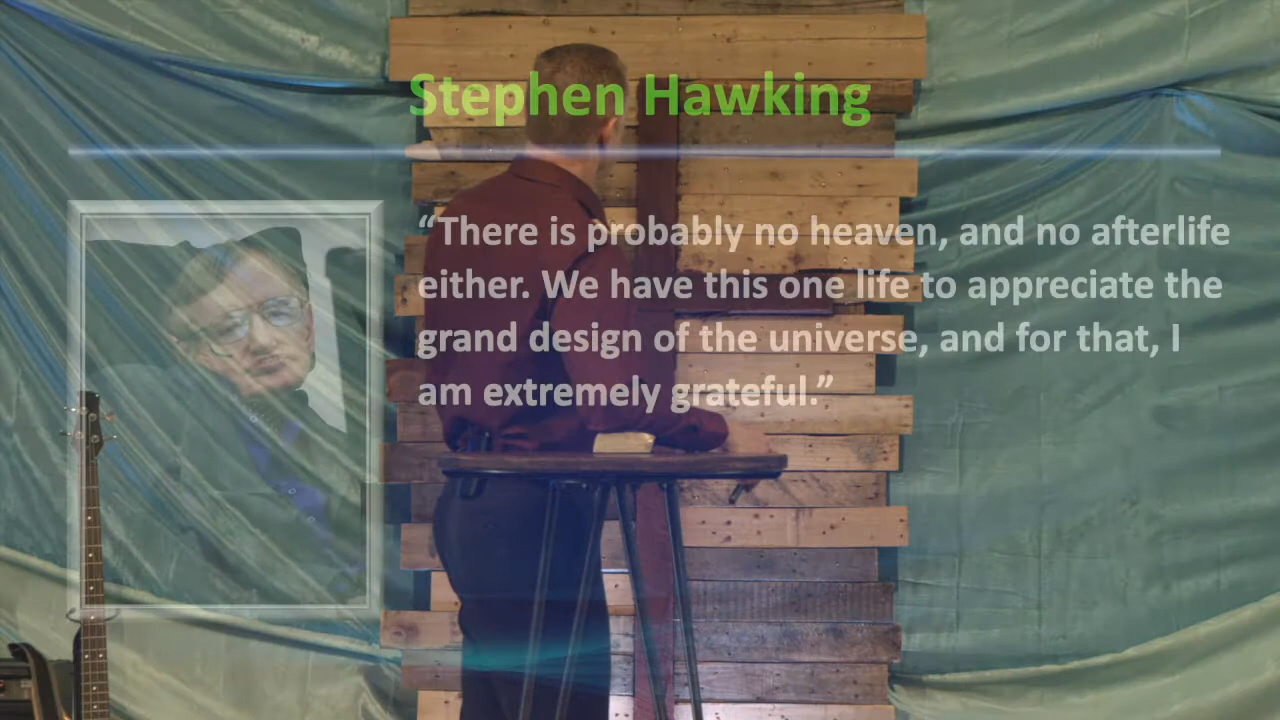 Stephen Hawking
“There is probably no heaven, and no afterlife
either. We have this one life to appreciate the
grand design of the universe, and for that, I
am extremely grateful.”